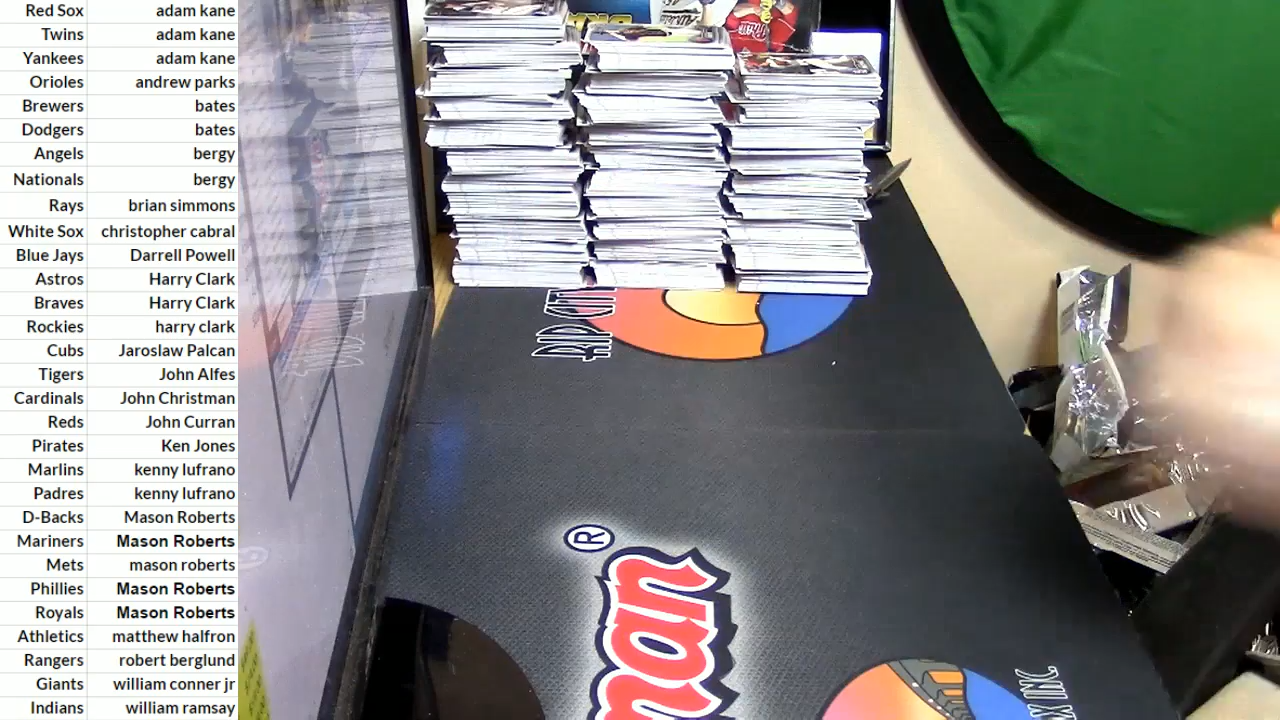 Red Sox adam kane
Twins adam kane
Yankees adam kane
Orioles andrew parks
Brewers bates
Dodgers bates
Angels bergy
Nationals bergy
Rays brian simmons
White Sox christopher cabral
Blue Jays Darrell Powell
Astros Harry Clark
Braves Harry Clark
Rockies harry clark
Cubs Jaroslaw Palcan
Tigers John Alfes
Cardinals John Christman
Reds John Curran
Pirates Ken Jones
Marlins kenny lufrano
Padres kenny lufrano
D-Backs Mason Roberts
Mariners Mason Roberts
Mets mason roberts
Phillies Mason Roberts
Royals Mason Roberts
Athletics matthew halfron
Rangers robert berglund
Giants william conner jr
Indians william ramsay
RIP CITY
man®
INC